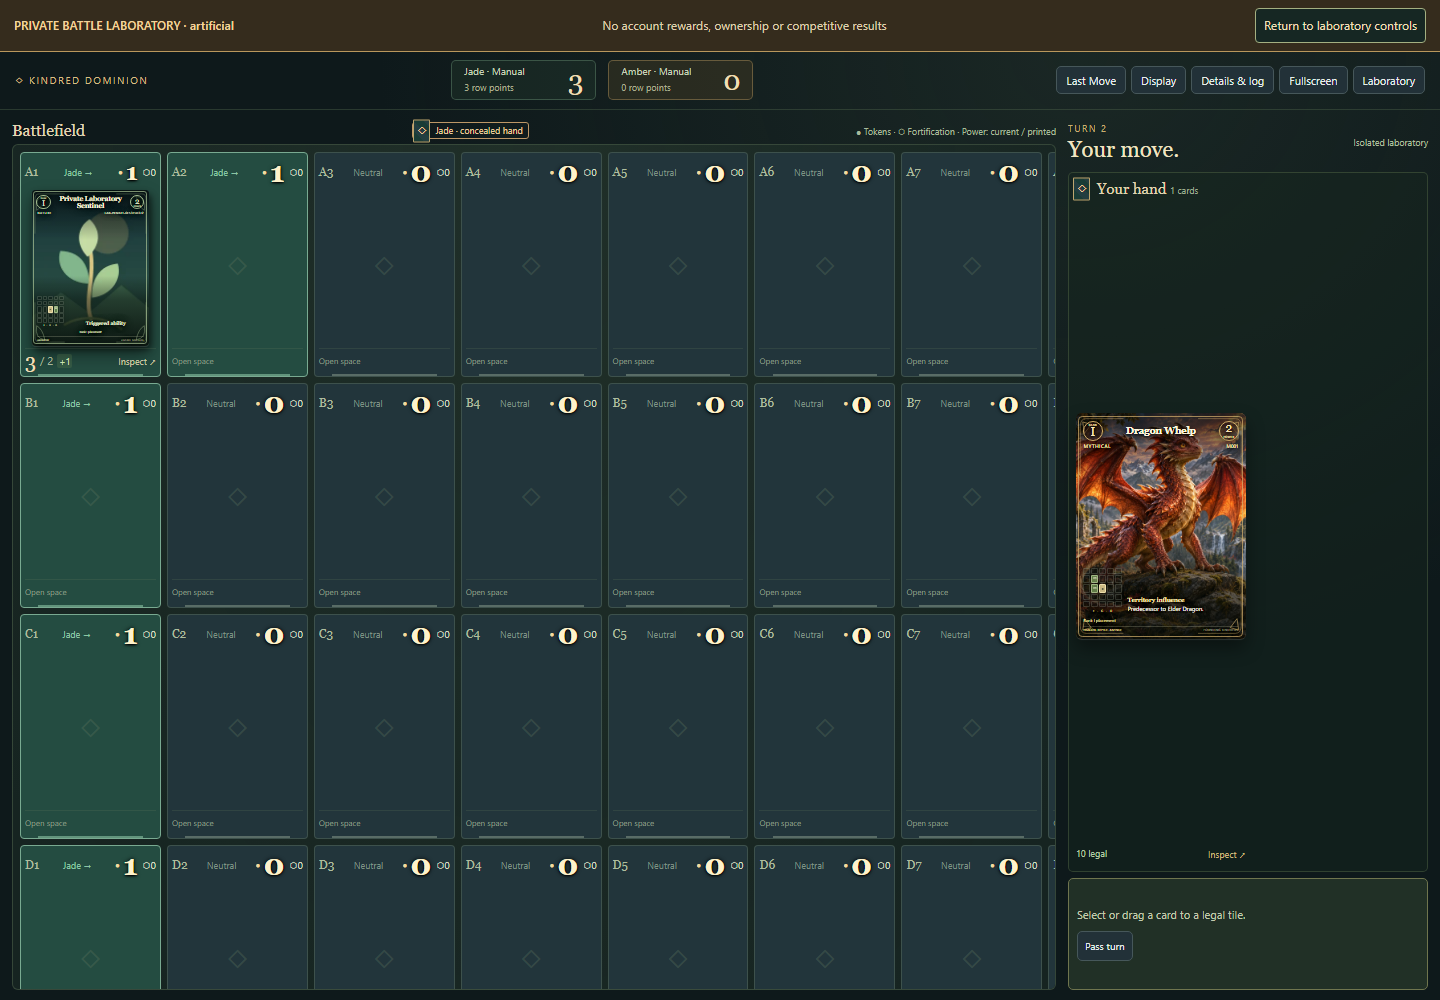 PRIVATE BATTLE LABORATORY · artificial
No account rewards, ownership or competitive results
Return to laboratory controls
KINDRED DOMINION
Jade · Manual
3 row points
3
Amber · Manual
0 row points
0
Last Move
Display
Details & log
Fullscreen
Laboratory
Battlefield
Jade · concealed hand
Tokens · Fortification · Power: current / printed
TURN 2
Your move.
Isolated laboratory
Your hand 1 cards
A1 Jade → 1 0
A2 Jade → 1 0
A3 Neutral 0 0
A4 Neutral 0 0
A5 Neutral 0 0
A6 Neutral 0 0
A7 Neutral 0 0
I
Private Laboratory
Sentinel
2
Triggered ability
3 / 2 +1
Inspect ↗
Open space
Open space
Open space
Open space
Open space
Open space
B1 Jade → 1 0
B2 Neutral 0 0
B3 Neutral 0 0
B4 Neutral 0 0
B5 Neutral 0 0
B6 Neutral 0 0
B7 Neutral 0 0
Open space
Open space
Open space
Open space
Open space
Open space
Open space
C1 Jade → 1 0
C2 Neutral 0 0
C3 Neutral 0 0
C4 Neutral 0 0
C5 Neutral 0 0
C6 Neutral 0 0
C7 Neutral 0 0
Open space
Open space
Open space
Open space
Open space
Open space
Open space
D1 Jade → 1 0
D2 Neutral 0 0
D3 Neutral 0 0
D4 Neutral 0 0
D5 Neutral 0 0
D6 Neutral 0 0
D7 Neutral 0 0
I
Dragon Whelp
2
MYTHICAL
M001
Territory influence
Predecessor to Elder Dragon.
Rank I placement
10 legal
Inspect ↗
Select or drag a card to a legal tile.
Pass turn